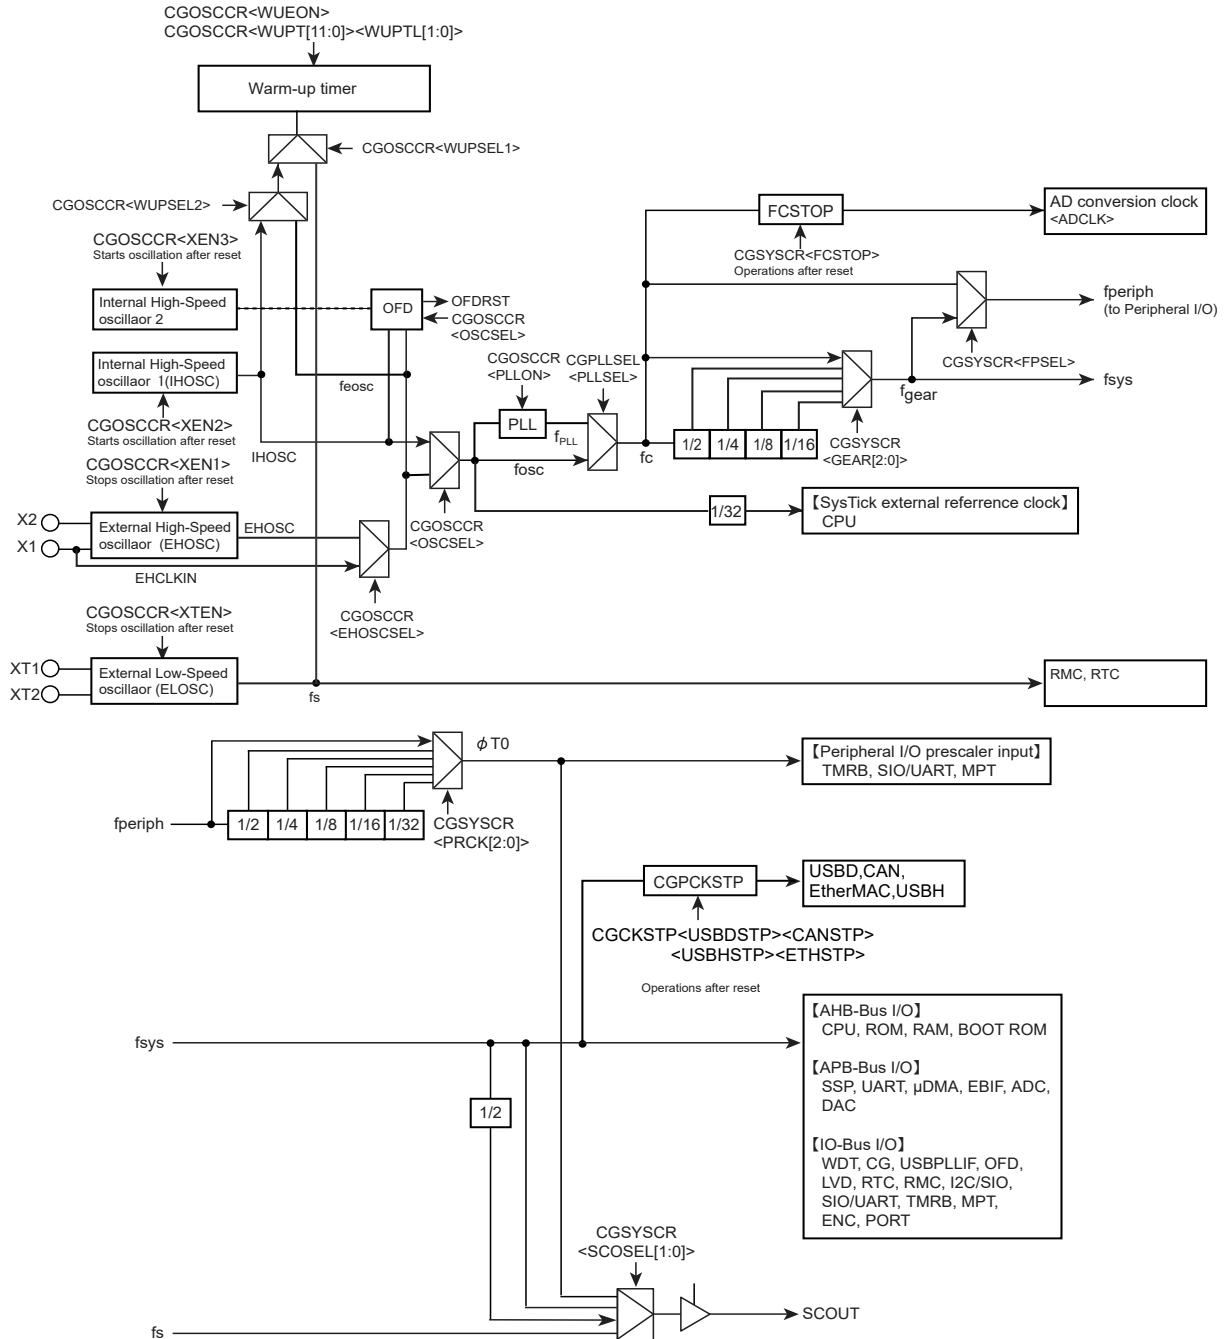 CGOSCCR<WUEON>
CGOSCCR<WUPT[11:0]><WUPTL[1:0]>
Warm-up timer
CGOSCCR<WUPSEL1>
CGOSCCR<WUPSEL2>
FCSTOP
AD conversion clock
<ADCLK>
CGSYSCR<FCSTOP>
Operations after reset
CGOSCCR<XEN3>
Starts oscillation after reset
Internal High-Speed
oscillaor 2
OFD
OFDRST
CGOSCCR
<OSCSEL>
fperiph
(to Peripheral I/O)
CGSYSCR<FPSEL>
Internal High-Speed
oscillaor 1(IHOSC)
feosc
CGOSCCR
<PLLON>
CGPLLSEL
<PLLSEL>
fsys
fgear
CGOSCCR<XEN2>
Starts oscillation after reset
IHOSC
PLL
fPLL
fosc
fc
1/2
1/4
1/8
1/16
CGSYSCR
<GEAR[2:0]>
CGOSCCR<XEN1>
Stops oscillation after reset
X2
X1
External High-Speed
oscillaor (EHOSC)
EHOSC
EHCLKIN
CGOSCCR
<OSCSEL>
1/32
【SysTick external referrence clock】
CPU
CGOSCCR
<EHOSCSEL>
CGOSCCR<XTEN>
Stops oscillation after reset
XT1
XT2
External Low-Speed
oscillaor (ELOSC)
fs
RMC, RTC
ϕT0
【Peripheral I/O prescaler input】
TMRB, SIO/UART, MPT
fperiph
1/2
1/4
1/8
1/16
1/32
CGSYSCR
<PRCK[2:0]>
CGPCKSTP
USBD,CAN,
EtherMAC,USBH
CGCKSTP<USBDSTP><CANSTP>
<USBHSTP><ETHSTP>
Operations after reset
fsys
1/2
【AHB-Bus I/O】
CPU, ROM, RAM, BOOT ROM
【APB-Bus I/O】
SSP, UART, µDMA, EBIF, ADC,
DAC
【IO-Bus I/O】
WDT, CG, USBPLLIF, OFD,
LVD, RTC, RMC, I2C/SIO,
SIO/UART, TMRB, MPT,
ENC, PORT
CGSYSCR
<SCOSEL[1:0]>
SCOUT
fs